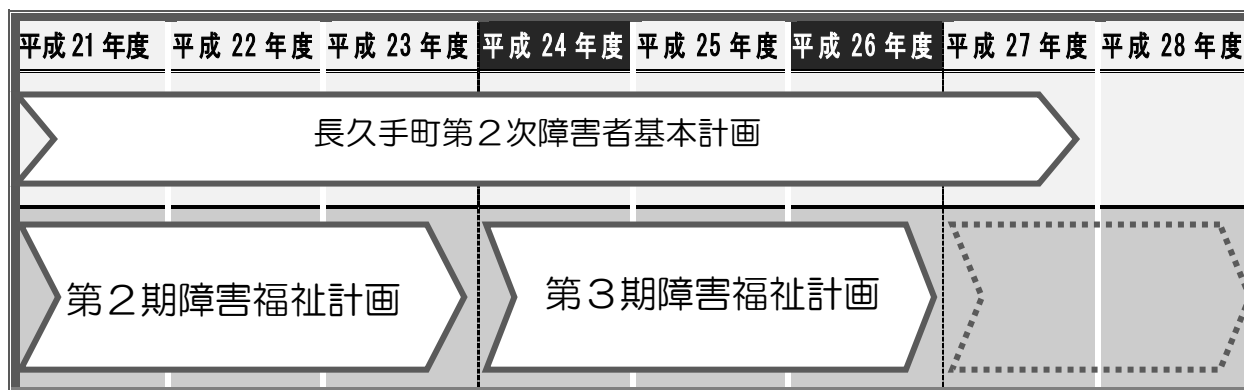 平成21年度 平成22年度 平成23年度 平成24年度 平成25年度 平成26年度 平成27年度 平成28年度
長久手町第２次障害者基本計画
第２期障害福祉計画 第３期障害福祉計画